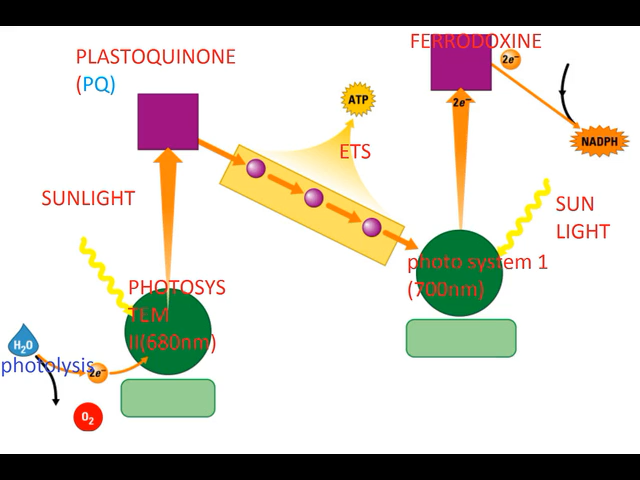 PLASTOQUINONE
(PQ)
FERRODOXINE
2e⁻
ATP
2e⁻
NADPH
ETS
SUNLIGHT
SUN
LIGHT
photo system 1
(700nm)
PHOTOSYS
TEM
II(680nm)
H₂O
photolysis
2e⁻
O₂